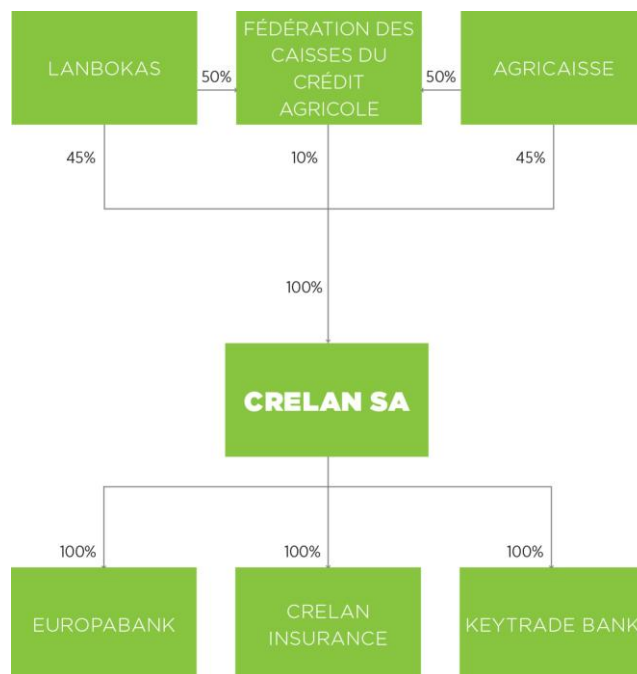 LANBOKAS
50%
FÉDÉRATION DES
CAISSES DU
CRÉDIT
AGRICOLE
50%
AGRICAISSE
45%
10%
45%
100%
CRELAN SA
100%
100%
100%
EUROPABANK
CRELAN
INSURANCE
KEYTRADE BANK